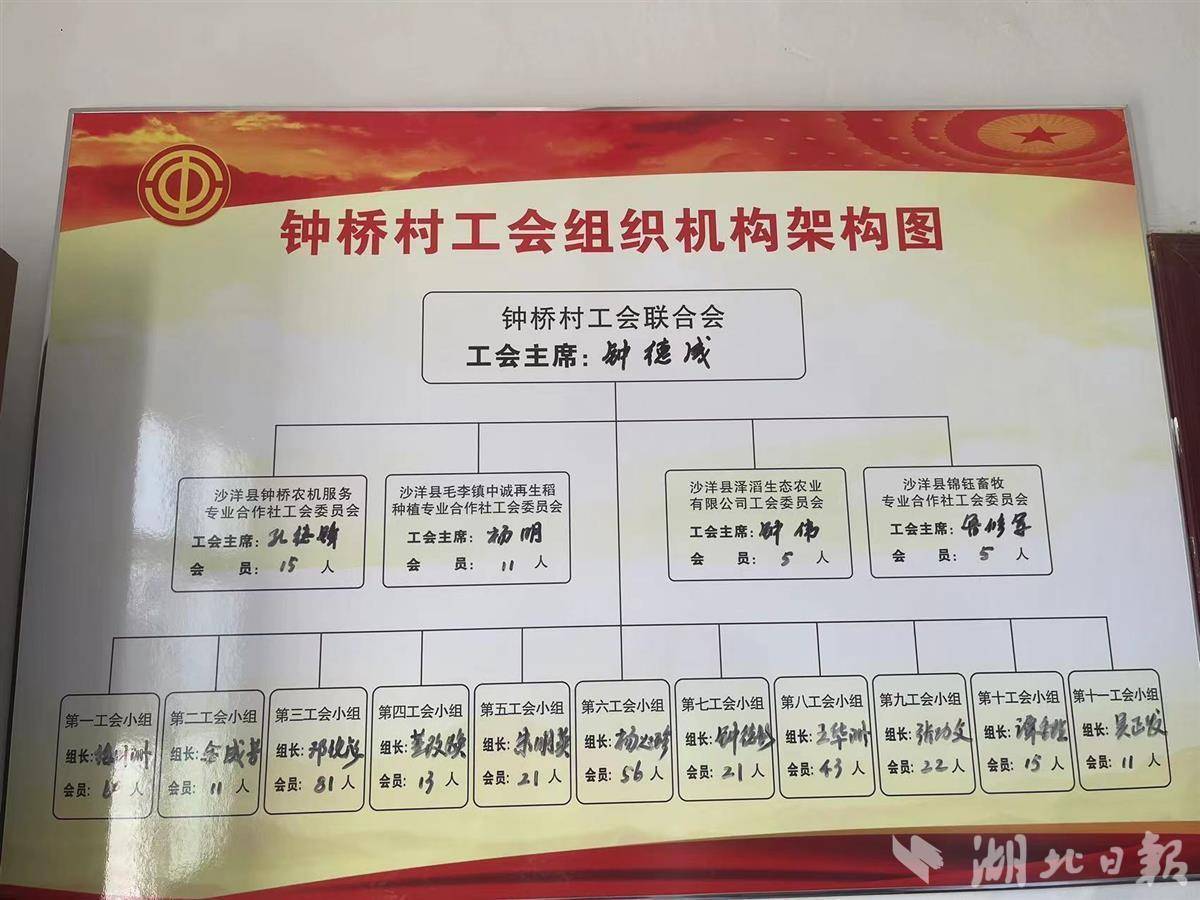 钟桥村工会组织机构架构图
钟桥村工会联合会
工会主席：钟德成
沙洋县钟桥农机服务
专业合作社工会委员会
工会主席：孔德
会 员：15 人
沙洋县毛李镇中诚再生稻
种植专业合作社工会委员会
工会主席：杨明
会 员：11 人
沙洋县泽滔生态农业
有限公司工会委员会
工会主席：钟伟
会 员：5 人
沙洋县锦钰畜牧
专业合作社工会委员会
工会主席：
会 员：5 人
第一工会小组
组长：
会员： 人
第二工会小组
组长：
会员：11 人
第三工会小组
组长：邓
会员：81 人
第四工会小组
组长：
会员：13 人
第五工会小组
组长：朱明英
会员：21 人
第六工会小组
组长：杨
会员：56 人
第七工会小组
组长：钟德
会员：21 人
第八工会小组
组长：王华
会员：43 人
第九工会小组
组长：张功文
会员：22 人
第十工会小组
组长：谭
会员：15 人
第十一工会小组
组长：吴正发
会员：11 人
湖北日報